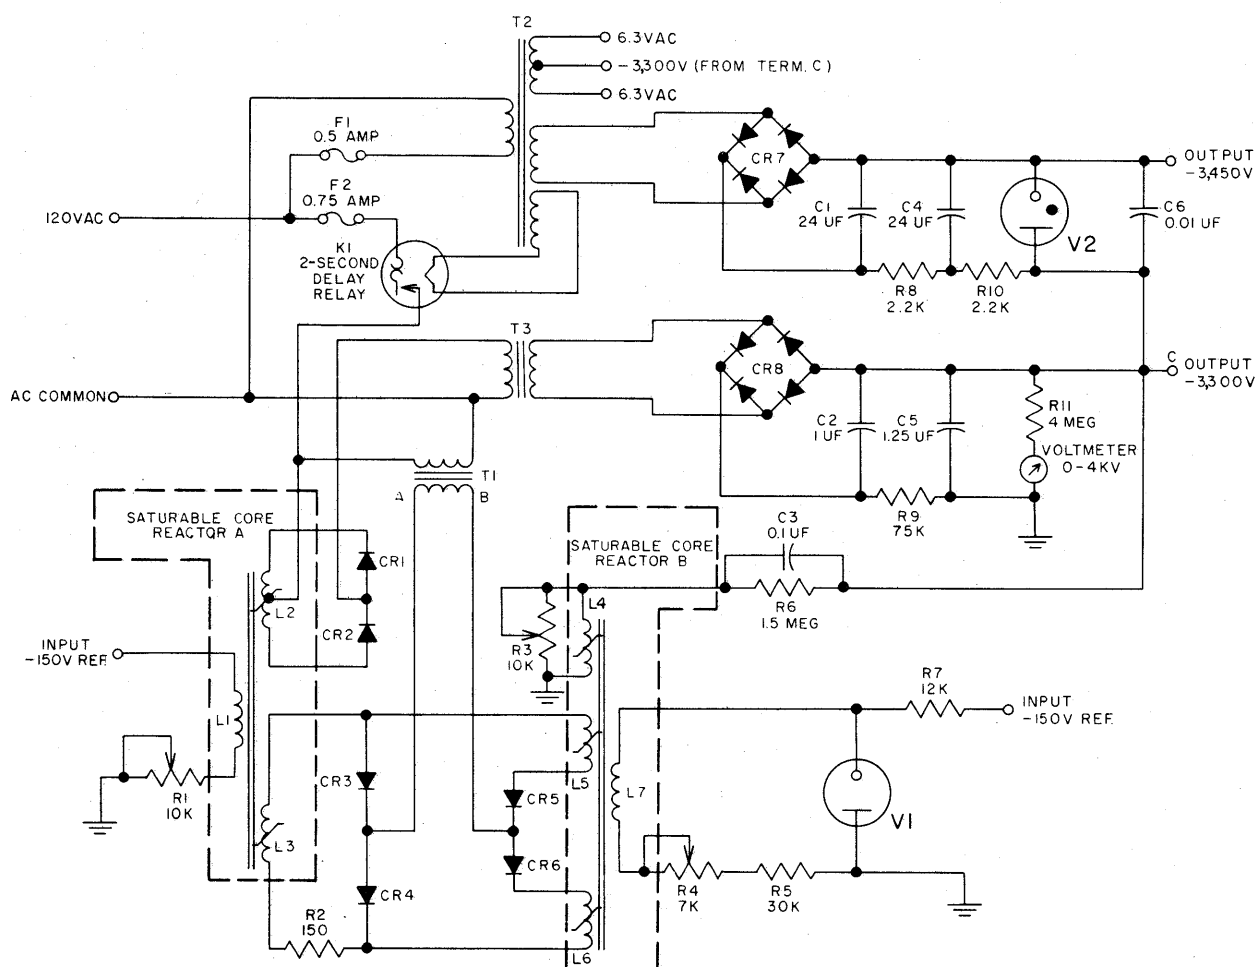 T2
6.3VAC
-3,300V (FROM TERM. C)
6.3VAC
F1
0.5 AMP
F2
0.75 AMP
120VAC
K1
2-SECOND
DELAY
RELAY
CR7
C1
24 UF
C4
24 UF
V2
C6
0.01 UF
OUTPUT
-3,450V
R8
2.2K
R10
2.2K
T3
AC COMMON
CR8
C2
1 UF
C5
1.25 UF
R11
4 MEG
VOLTMETER
0-4KV
C OUTPUT
-3,300V
R9
75K
T1
A B
SATURABLE CORE
REACTOR A
CR1
L2
CR2
SATURABLE CORE
REACTOR B
C3
0.1 UF
R6
1.5 MEG
L4
R3
10K
INPUT
-150V REF.
L1
R1
10K
L3
CR3
CR4
CR5
CR6
L5
L7
L6
R2
150
R7
12K
INPUT
-150V REF.
V1
R4
7K
R5
30K